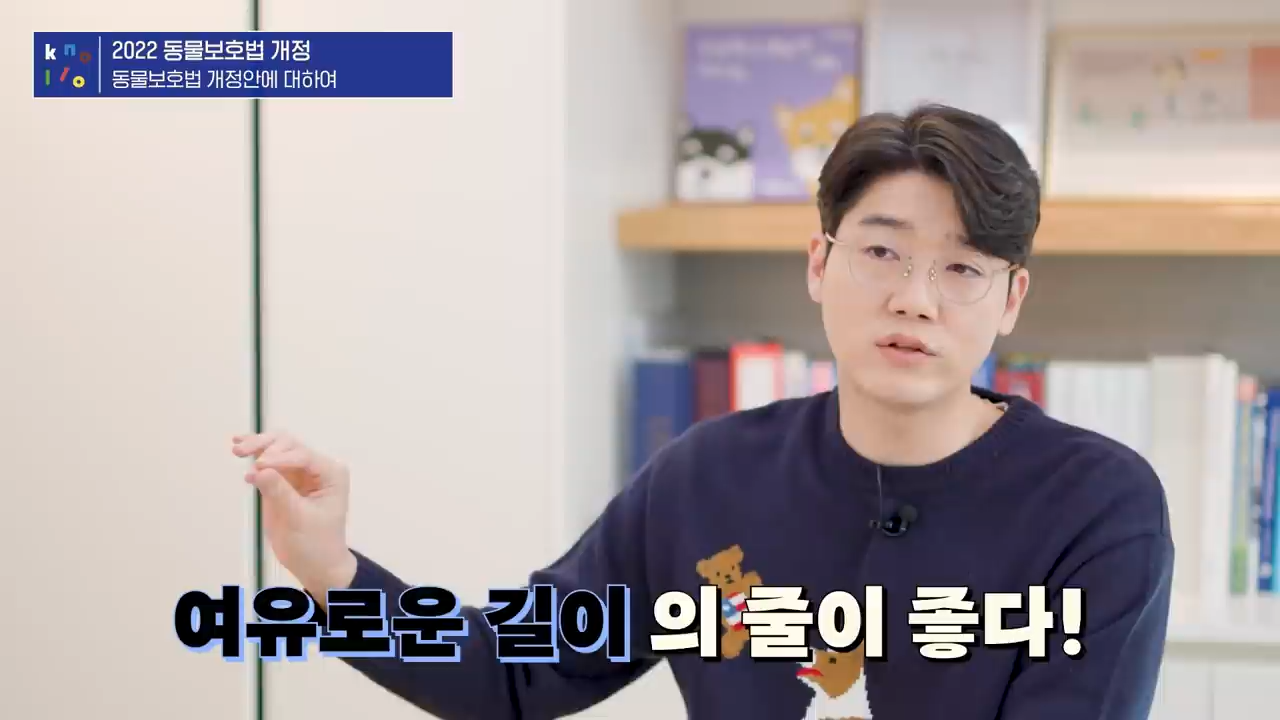 knol
l/o
2022 동물보호법 개정
동물보호법 개정안에 대하여
여유로운 길이 의 줄이 좋다!